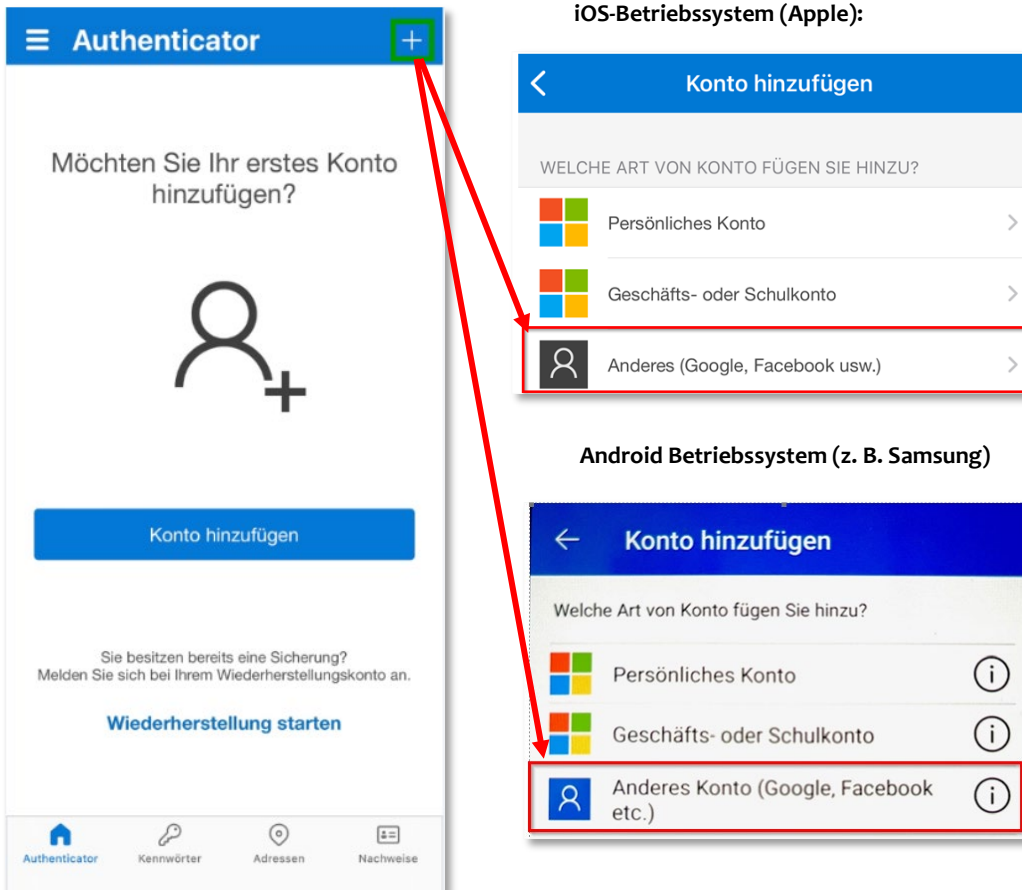 Authenticator
Möchten Sie Ihr erstes Konto
hinzufügen?
Konto hinzufügen
Sie besitzen bereits eine Sicherung?
Melden Sie sich bei Ihrem Wiederherstellungskonto an.
Wiederherstellung starten
Authenticator
Kennwörter
Adressen
Nachweise
iOS-Betriebssystem (Apple):
Konto hinzufügen
WELCHE ART VON KONTO FÜGEN SIE HINZU?
Persönliches Konto
Geschäfts- oder Schulkonto
Anderes (Google, Facebook usw.)
Android Betriebssystem (z. B. Samsung)
Konto hinzufügen
Welche Art von Konto fügen Sie hinzu?
Persönliches Konto
Geschäfts- oder Schulkonto
Anderes Konto (Google, Facebook
etc.)